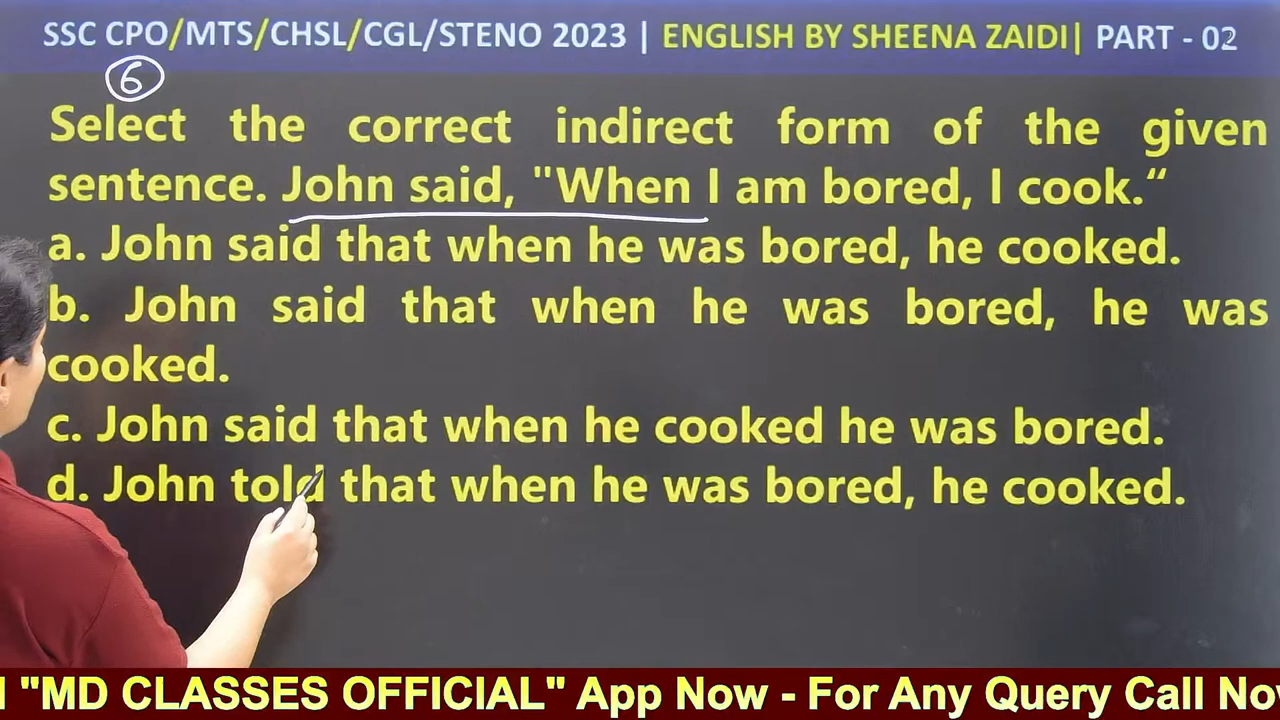 SSC CPO/MTS/CHSL/CGL/STENO 2023 | ENGLISH BY SHEENA ZAIDI| PART - 02
6
Select the correct indirect form of the given
sentence. John said, "When I am bored, I cook.“
a. John said that when he was bored, he cooked.
b. John said that when he was bored, he was
cooked.
c. John said that when he cooked he was bored.
d. John told that when he was bored, he cooked.
"MD CLASSES OFFICIAL" App Now - For Any Query Call